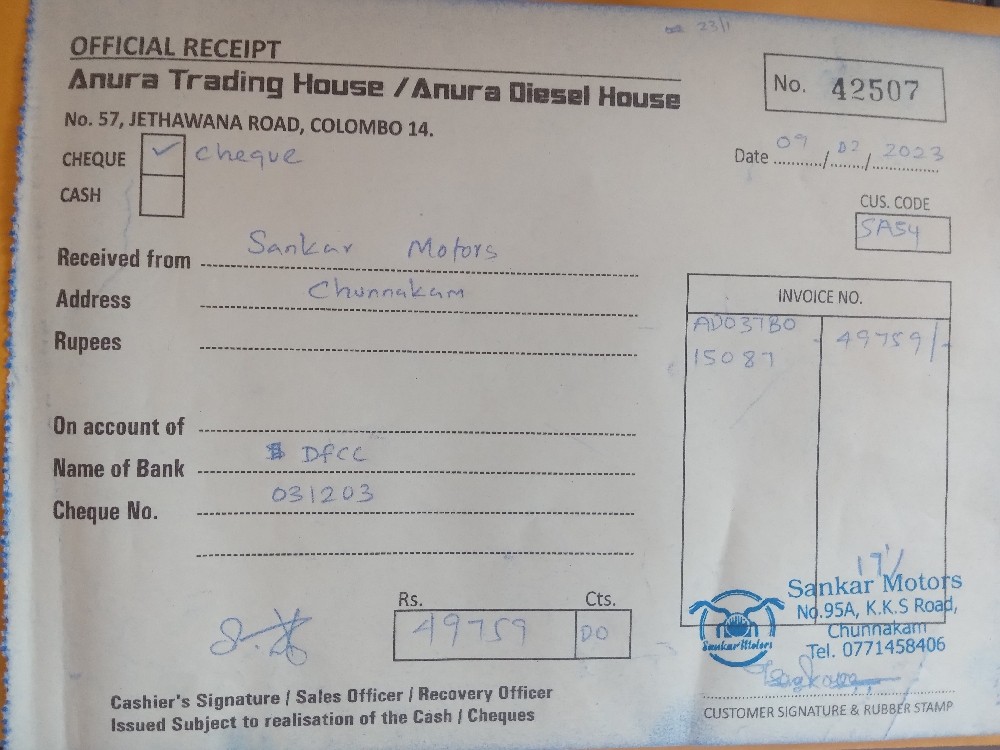 23/1
OFFICIAL RECEIPT
Anura Trading House / Anura Diesel House
No. 42507
No. 57, JETHAWANA ROAD, COLOMBO 14.
CHEQUE ✓ cheque
Date 09/02/2023
CASH
CUS. CODE
SA54
Received from Sankar Motors
Address Chunnakam
INVOICE NO.
Rupees
AD037BO 49759/-
15087
On account of
Name of Bank DFCC
Cheque No. 031203
17/
Rs. Cts.
49759 00
Sankar Motors
No.95A, K.K.S Road,
Chunnakam
Tel. 0771458406
Sankar Motors
Cashier's Signature / Sales Officer / Recovery Officer
Issued Subject to realisation of the Cash / Cheques
CUSTOMER SIGNATURE & RUBBER STAMP